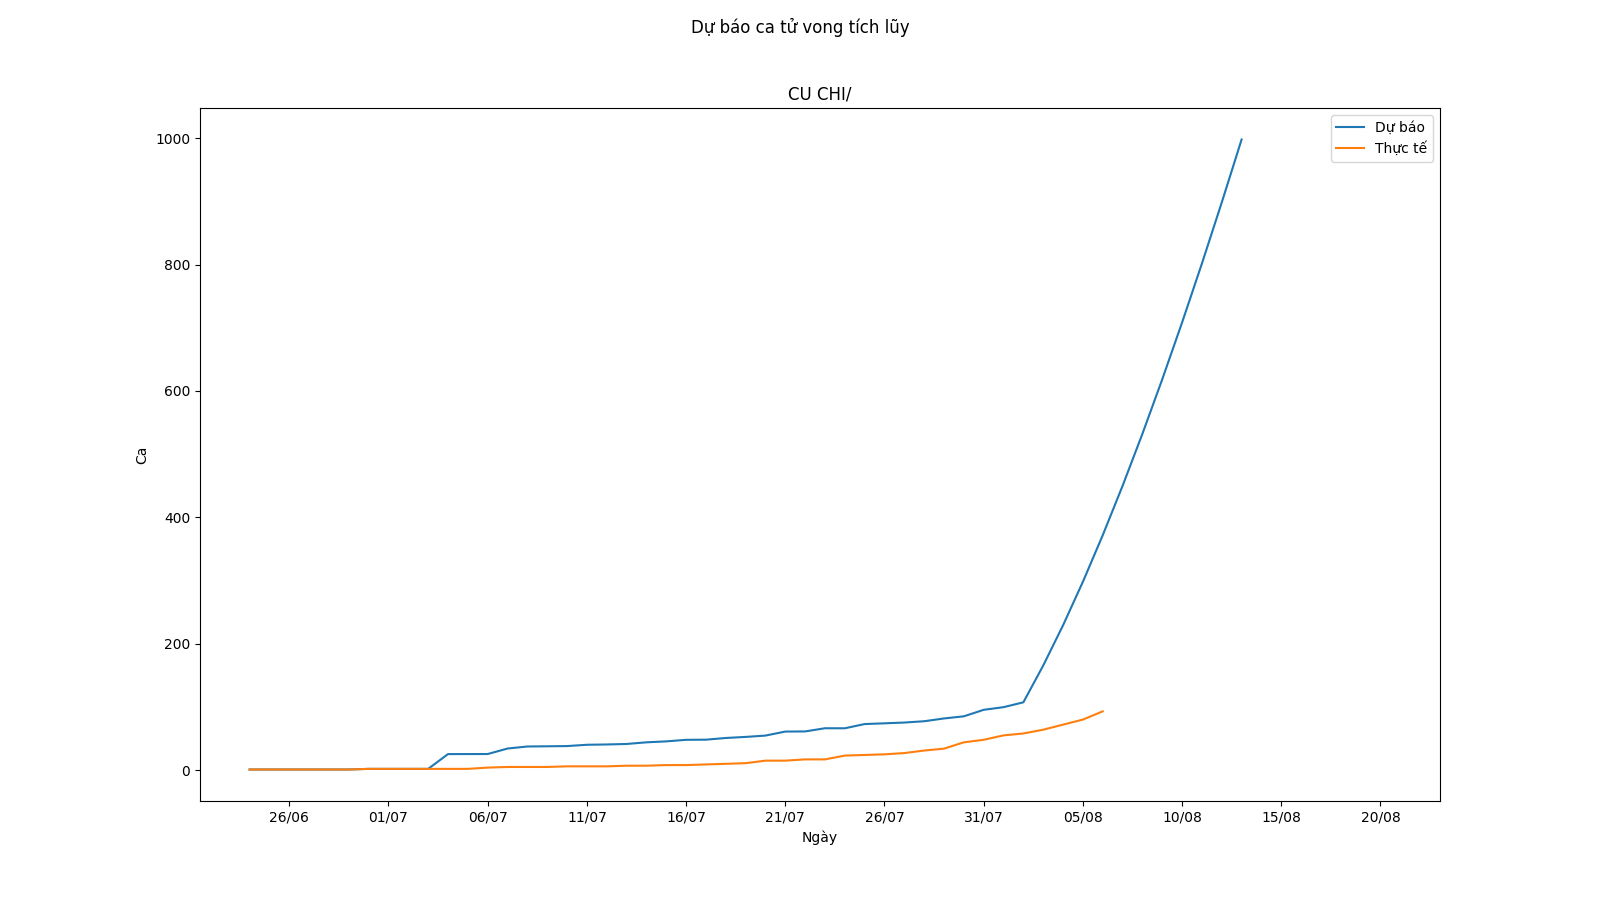 Dự báo ca tử vong tích lũy
CU CHI/
Dự báo
Thực tế
1000
800
600
400
200
0
Ca
26/06 01/07 06/07 11/07 16/07 21/07 26/07 31/07 05/08 10/08 15/08 20/08
Ngày